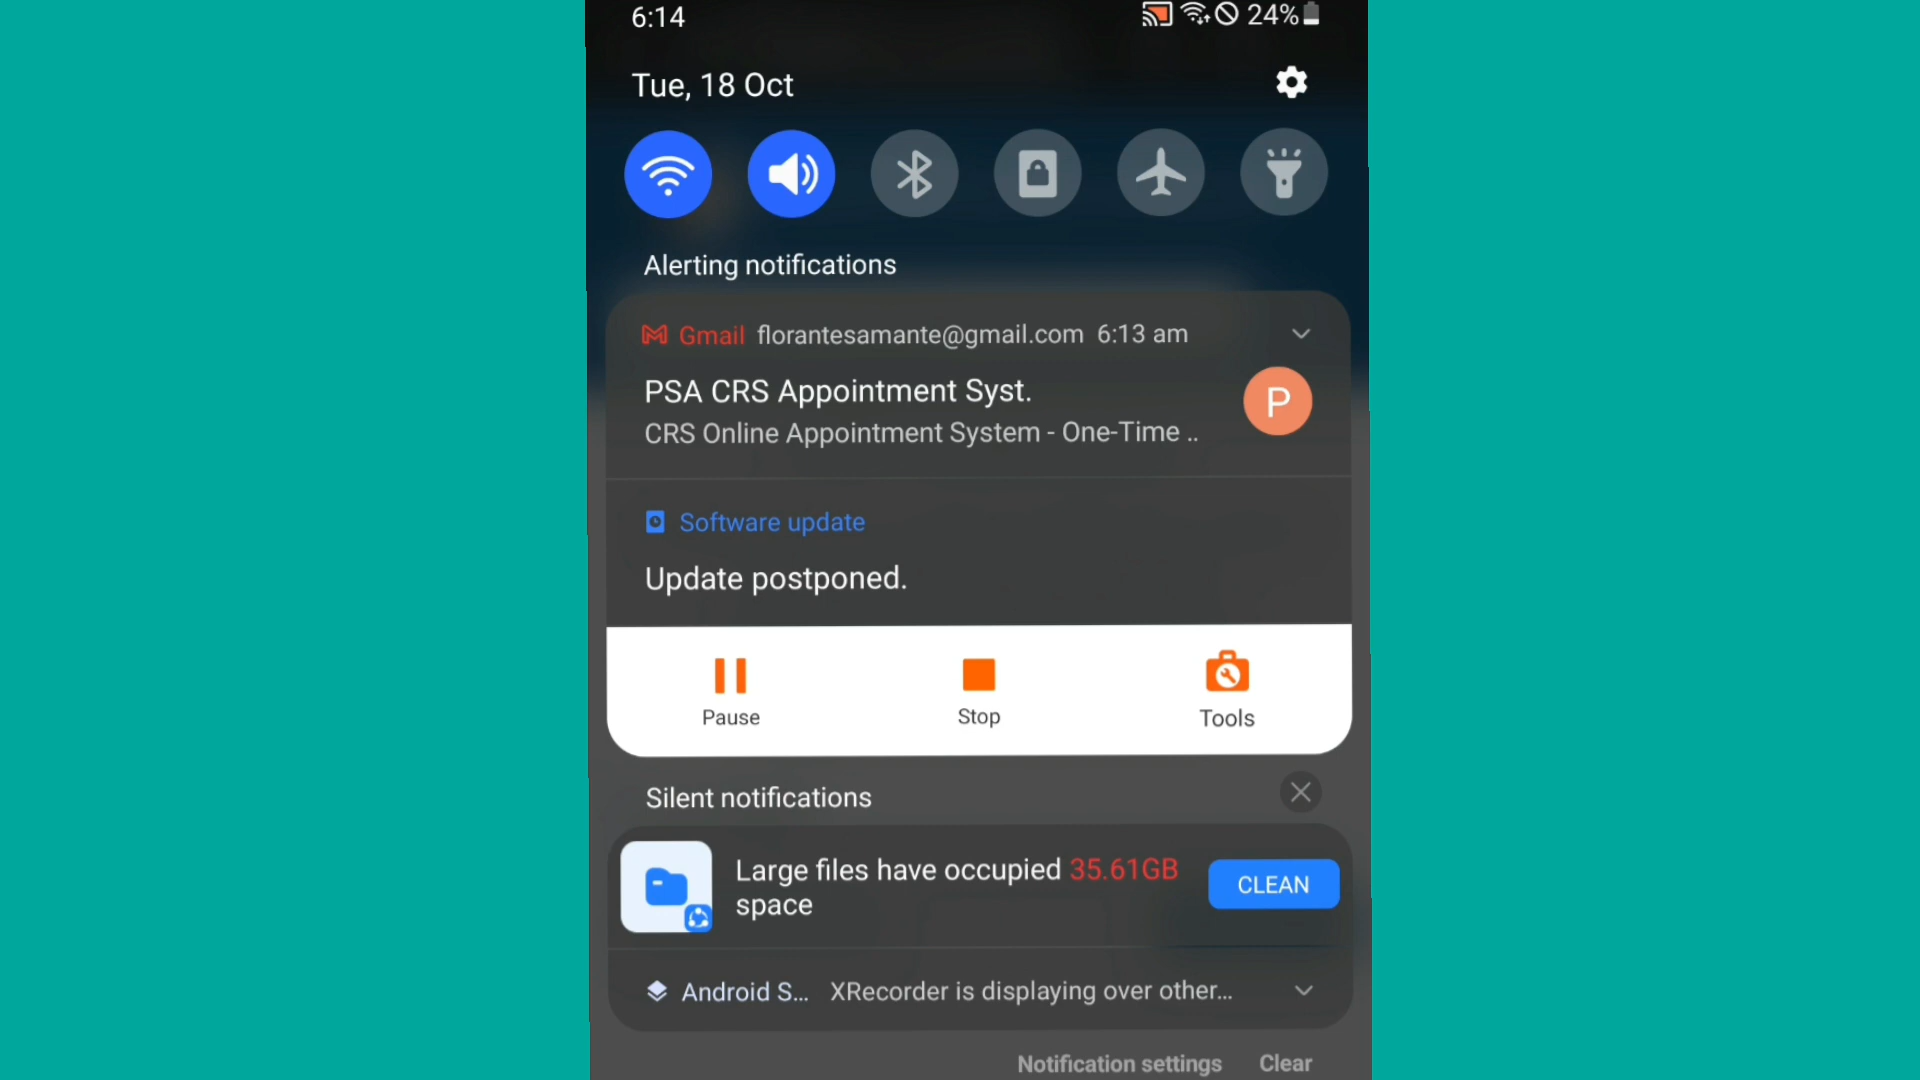 6:14
24%
Tue, 18 Oct
Alerting notifications
Gmail florantesamante@gmail.com 6:13 am
PSA CRS Appointment Syst.
P
CRS Online Appointment System - One-Time ..
Software update
Update postponed.
Pause Stop Tools
Silent notifications
Large files have occupied 35.61GB
space
CLEAN
Android S... XRecorder is displaying over other...
Notification settings Clear